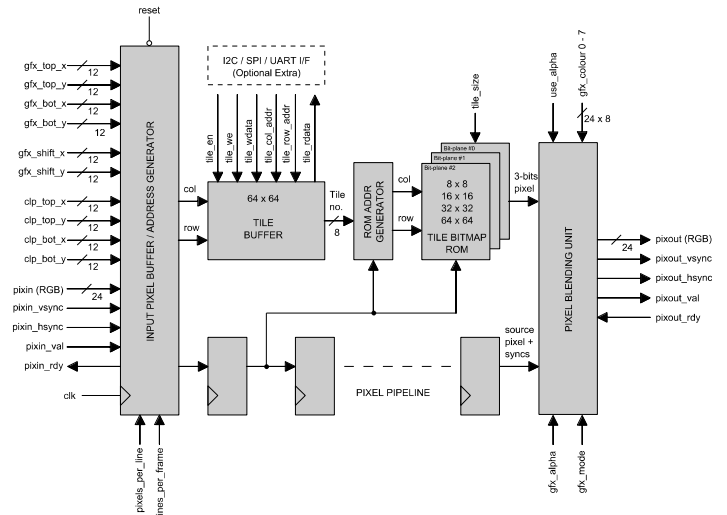 reset
gfx_top_x
12
gfx_top_y
12
gfx_bot_x
12
gfx_bot_y
12
gfx_shift_x
12
gfx_shift_y
12
clp_top_x
12
clp_top_y
12
clp_bot_x
12
clp_bot_y
12
pixin (RGB)
24
pixin_vsync
pixin_hsync
pixin_val
pixin_rdy
clk
INPUT PIXEL BUFFER / ADDRESS GENERATOR
pixels_per_line
ines_per_frame
I2C / SPI / UART I/F
(Optional Extra)
tile_en
tile_we
tile_wdata
tile_col_addr
tile_row_addr
tile_rdata
col
row
64 x 64
TILE
BUFFER
Tile
no.
8
ROM ADDR
GENERATOR
col
row
tile_size
Bit-plane #0
Bit-plane #1
Bit-plane #2
8 x 8
16 x 16
32 x 32
64 x 64
TILE BITMAP
ROM
3-bits
pixel
PIXEL PIPELINE
source
pixel +
syncs
use_alpha
gfx_colour 0 - 7
24 x 8
PIXEL BLENDING UNIT
gfx_alpha
gfx_mode
pixout (RGB)
24
pixout_vsync
pixout_hsync
pixout_val
pixout_rdy